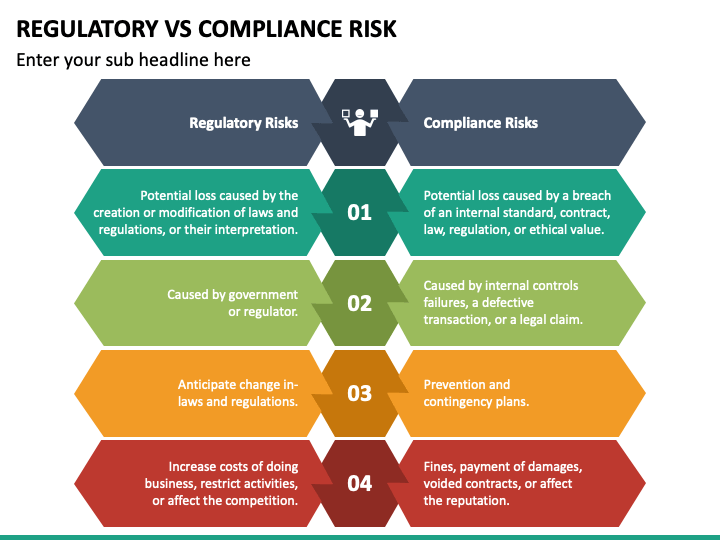 REGULATORY VS COMPLIANCE RISK
Enter your sub headline here
Regulatory Risks
Compliance Risks
Potential loss caused by the
creation or modification of laws and
regulations, or their interpretation.
01
Potential loss caused by a breach
of an internal standard, contract,
law, regulation, or ethical value.
Caused by government
or regulator.
02
Caused by internal controls
failures, a defective
transaction, or a legal claim.
Anticipate change in-
laws and regulations.
03
Prevention and
contingency plans.
Increase costs of doing
business, restrict activities,
or affect the competition.
04
Fines, payment of damages,
voided contracts, or affect
the reputation.